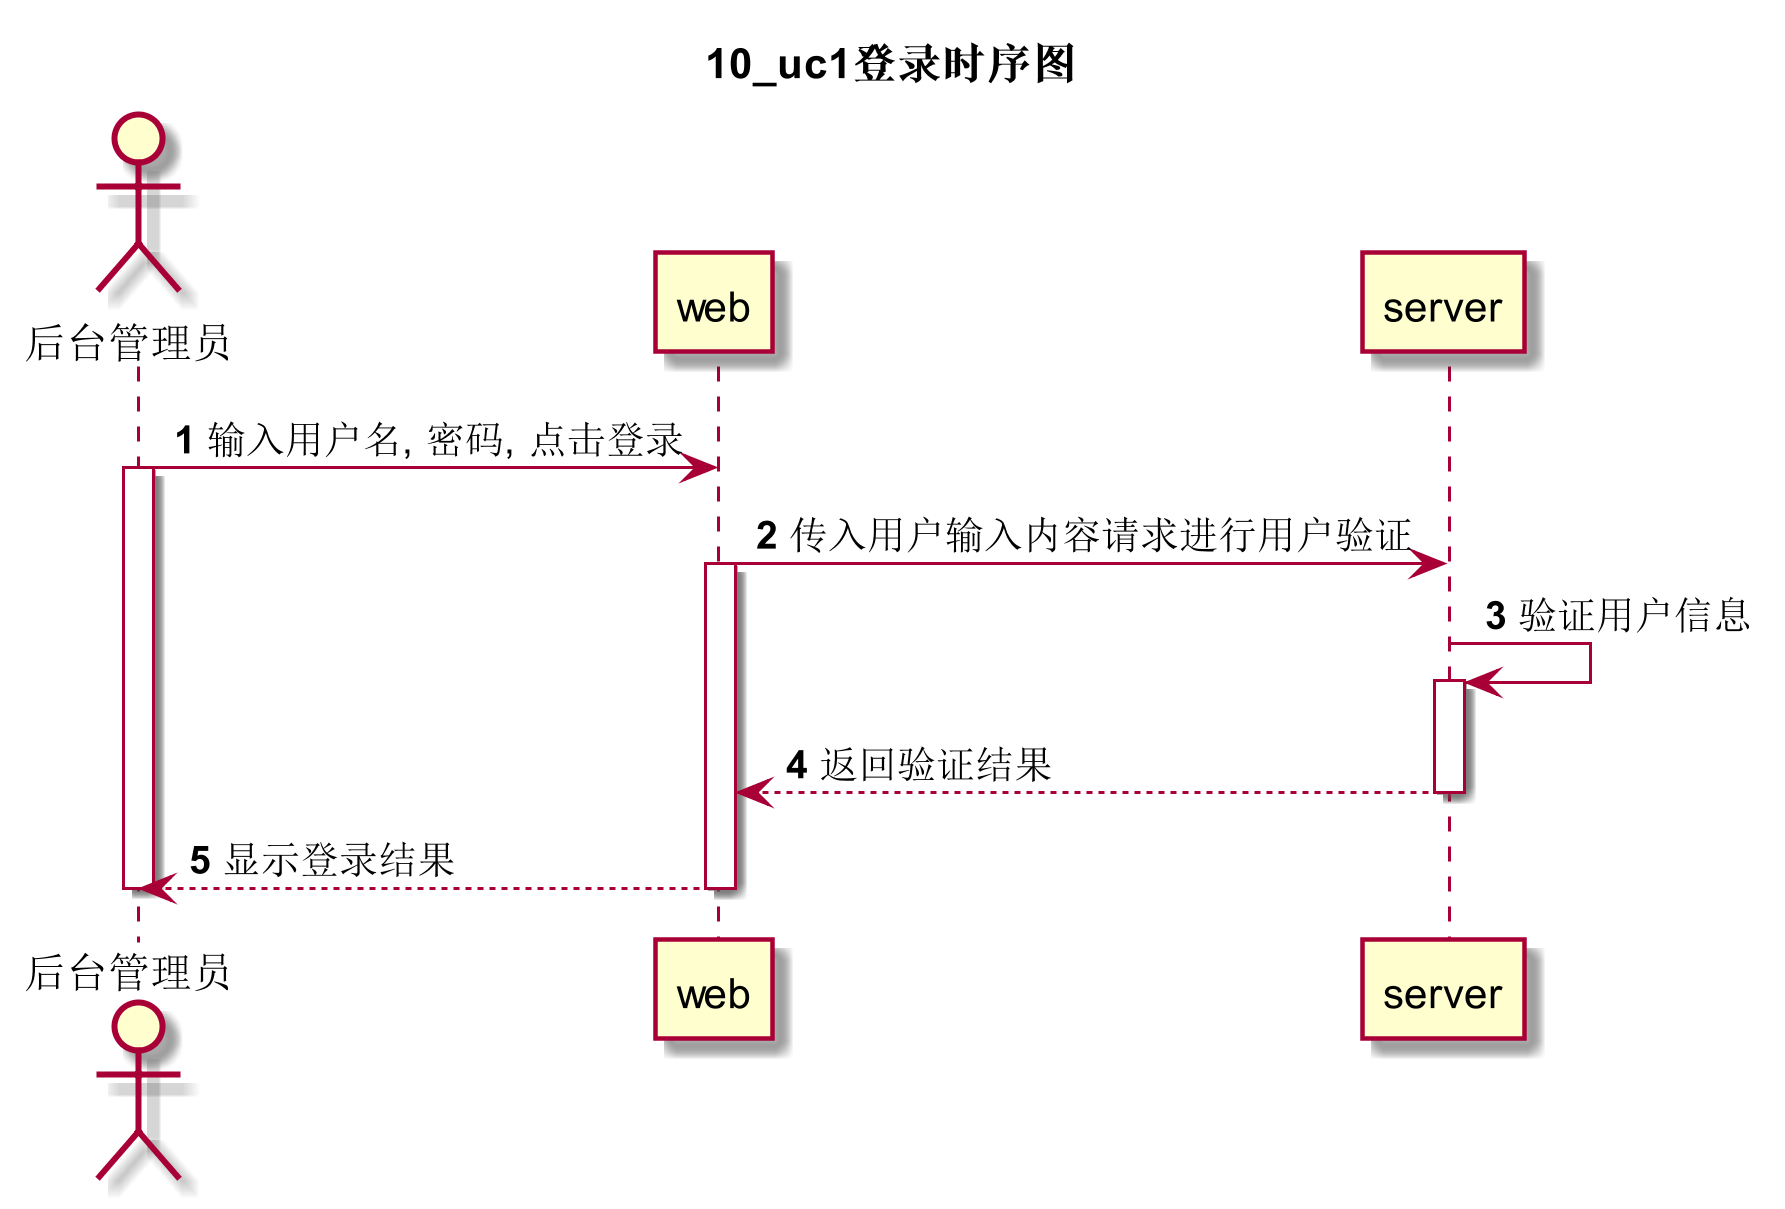 10_uc1登录时序图
后台管理员
web
server
1 输入用户名, 密码, 点击登录
2 传入用户输入内容请求进行用户验证
3 验证用户信息
4 返回验证结果
5 显示登录结果
后台管理员
web
server